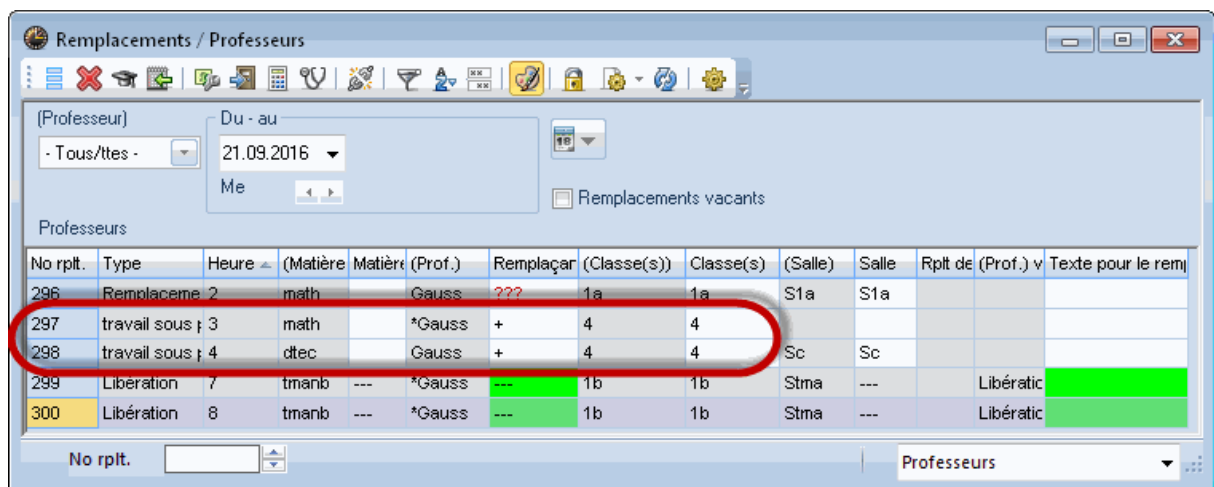 Remplacements / Professeurs
(Professeur) Du - au
- Tous/ttes - 21.09.2016
Me Remplacements vacants
Professeurs
No rplt. Type Heure (Matière Matière (Prof.) Remplaçar (Classe(s)) Classe(s) (Salle) Salle Rplt de (Prof.) v Texte pour le remp
296 Remplaceme 2 math Gauss ??? 1a 1a S1a S1a
297 travail sous p 3 math *Gauss + 4 4
298 travail sous p 4 dtec Gauss + 4 4 Sc Sc
299 Libération 7 tmanb --- *Gauss --- 1b 1b Stma --- Libératic
300 Libération 8 tmanb --- *Gauss --- 1b 1b Stma --- Libératic
No rplt. Professeurs